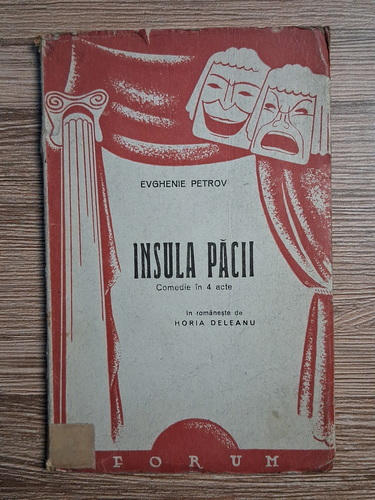 EVGHENIE PETROV
INSULA PĂCII
Comedie în 4 acte
în românește de
HORIA DELEANU
FORUM